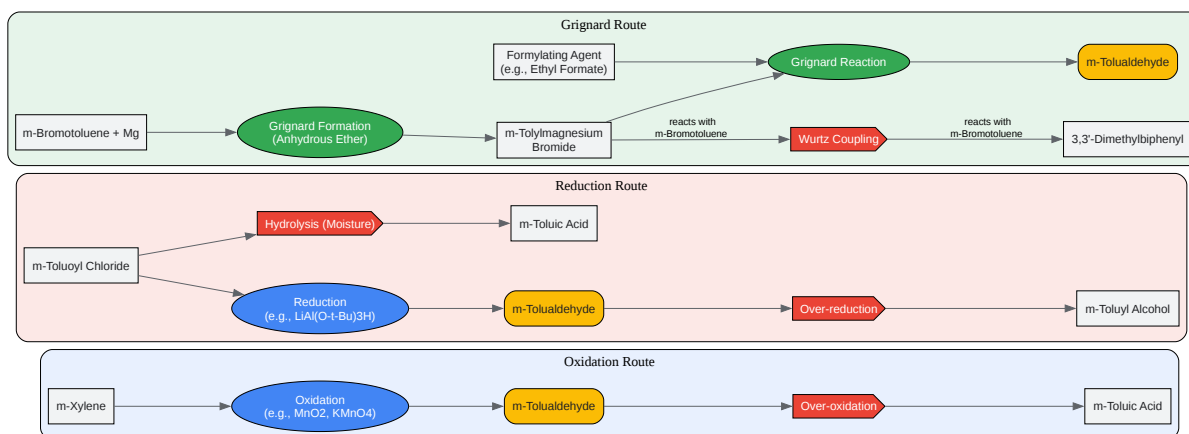 Grignard Route
Formylating Agent
(e.g., Ethyl Formate)
Grignard Reaction
m-Tolualdehyde
m-Bromotoluene + Mg
Grignard Formation
(Anhydrous Ether)
m-Tolylmagnesium
Bromide
reacts with
m-Bromotoluene
Wurtz Coupling
reacts with
m-Bromotoluene
3,3'-Dimethylbiphenyl
Reduction Route
Hydrolysis (Moisture)
m-Toluic Acid
m-Toluoyl Chloride
Reduction
(e.g., LiAl(O-t-Bu)3H)
m-Tolualdehyde
Over-reduction
m-Toluyl Alcohol
Oxidation Route
m-Xylene
Oxidation
(e.g., MnO2, KMnO4)
m-Tolualdehyde
Over-oxidation
m-Toluic Acid